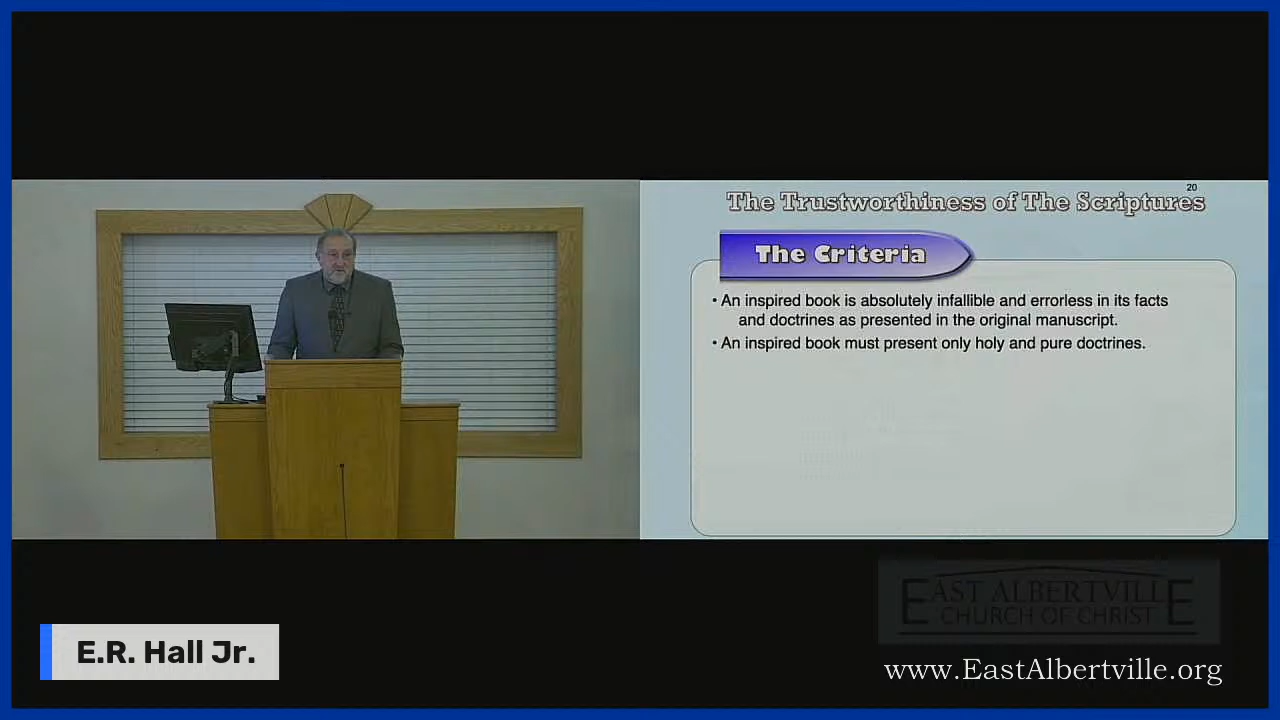 20
The Trustworthiness of The Scriptures
The Criteria
• An inspired book is absolutely infallible and errorless in its facts
and doctrines as presented in the original manuscript.
• An inspired book must present only holy and pure doctrines.
EAST ALBERTVILLE
CHURCH OF CHRIST
E.R. Hall Jr.
www.EastAlbertville.org